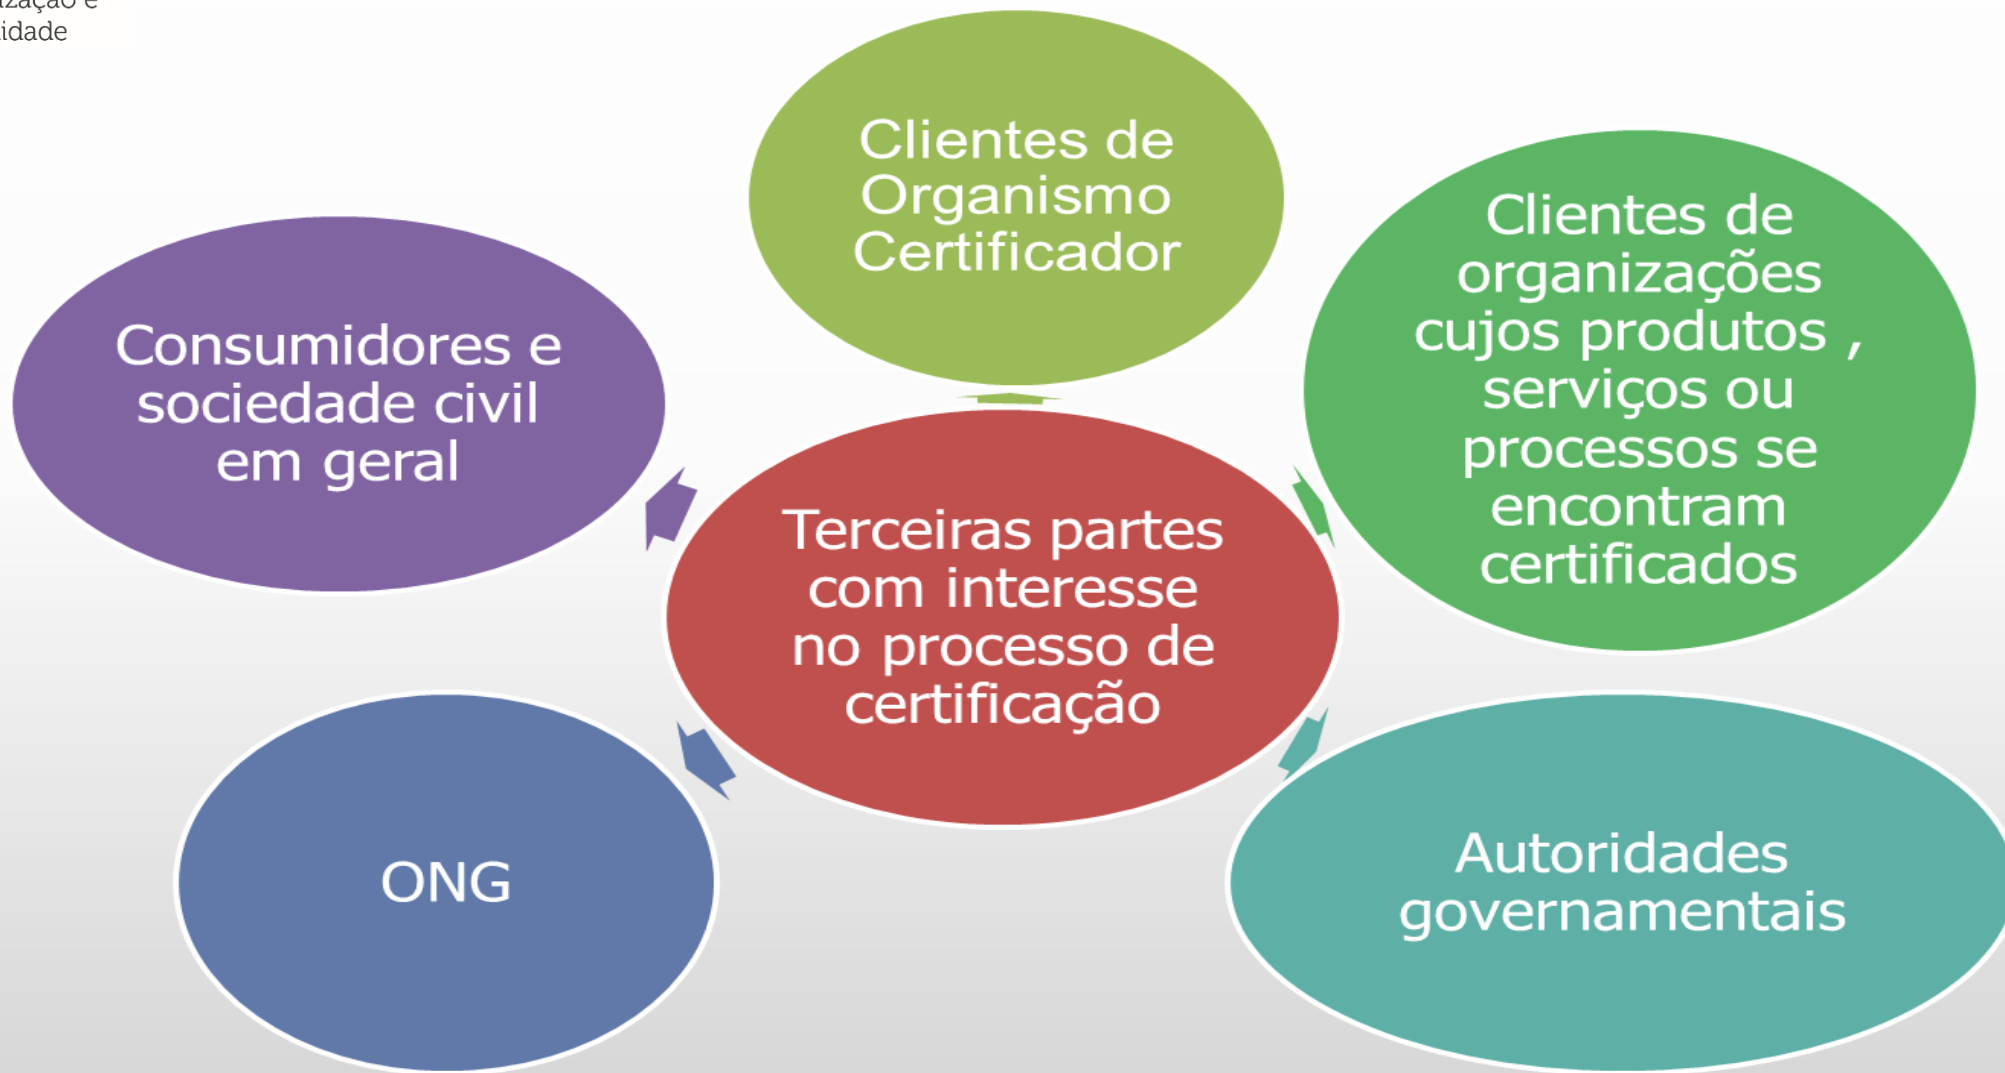 idade
Clientes de
Organismo
Certificador
Clientes de
organizações
cujos produtos ,
serviços ou
processos se
encontram
certificados
Consumidores e
sociedade civil
em geral
Terceiras partes
com interesse
no processo de
certificação
ONG
Autoridades
governamentais